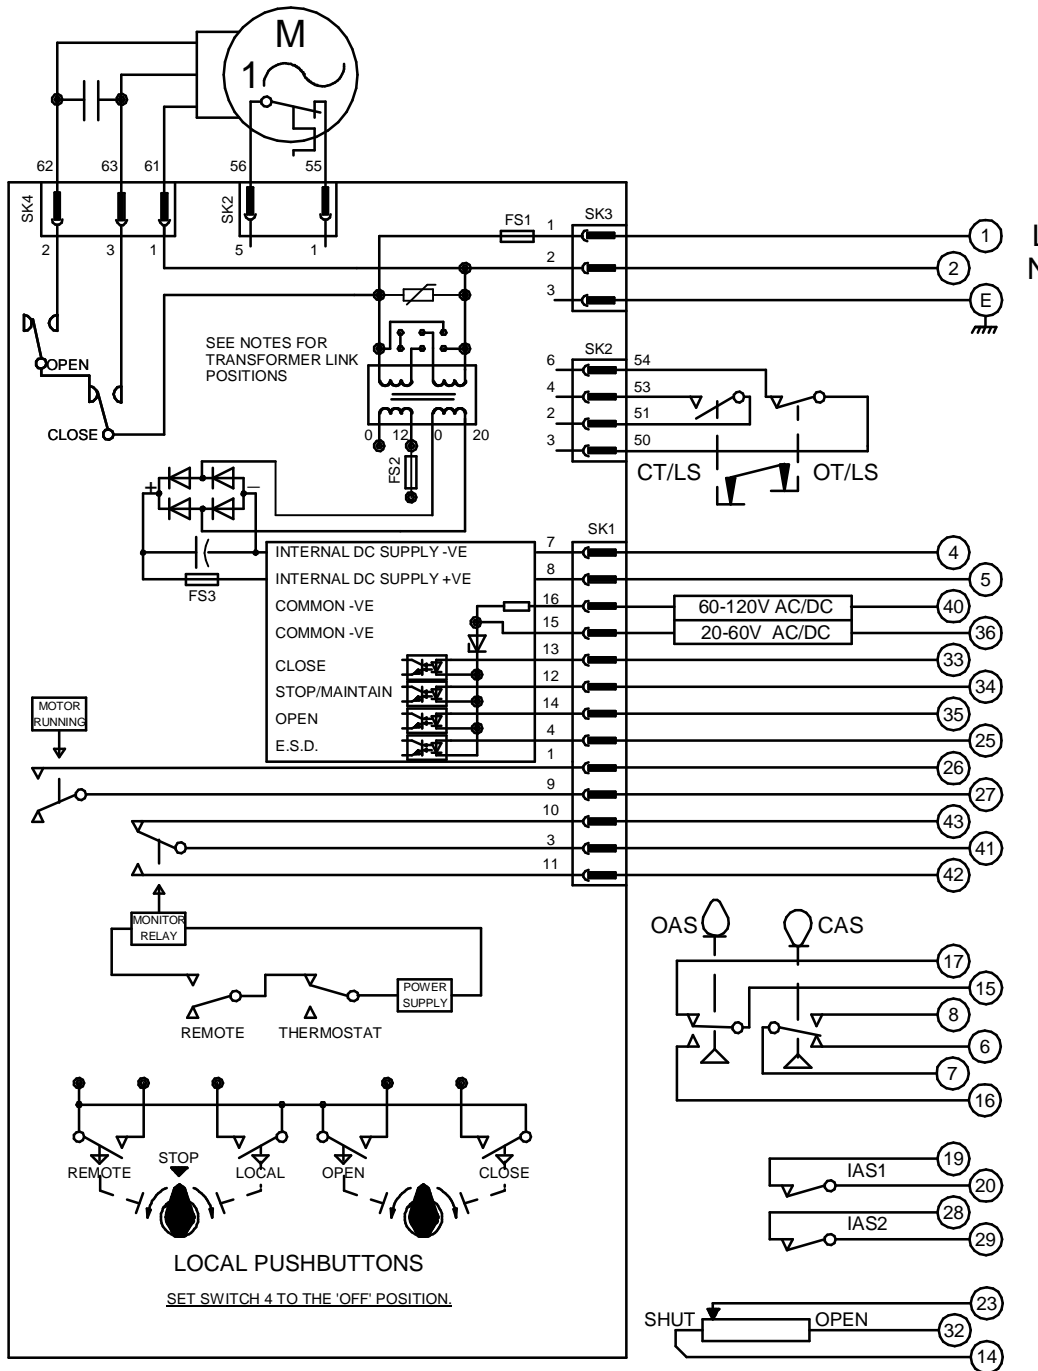 M
1
62 63 61 56 55
SK4
SK2
2 3 1 5 1
FS1
SK3
1
1
L
2
2
N
3
E
OPEN
CLOSE
SEE NOTES FOR
TRANSFORMER LINK
POSITIONS
0 12 0 20
FS2
SK2
6 54
4 53
2 51
3 50
CT/LS OT/LS
+ −
FS3
SK1
INTERNAL DC SUPPLY -VE 7 4
INTERNAL DC SUPPLY +VE 8 5
COMMON -VE 16 60-120V AC/DC 40
COMMON -VE 15 20-60V AC/DC 36
CLOSE 13 33
STOP/MAINTAIN 12 34
OPEN 14 35
E.S.D. 4 25
MOTOR
RUNNING
1 26
9 27
10 43
3 41
11 42
MONITOR
RELAY
POWER
SUPPLY
REMOTE THERMOSTAT
OAS CAS
17
15
8
6
7
16
REMOTE STOP LOCAL OPEN CLOSE
LOCAL PUSHBUTTONS
SET SWITCH 4 TO THE 'OFF' POSITION.
19
IAS1
20
28
IAS2
29
23
SHUT OPEN
32
14